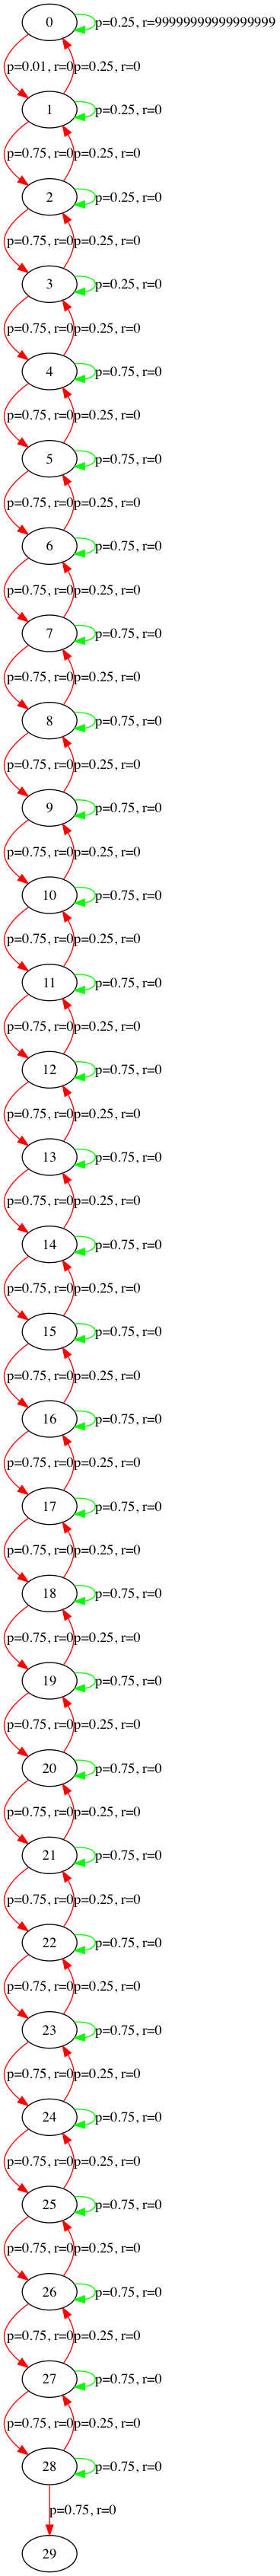 0 p=0.25, r=99999999999999999
p=0.01, r=0 p=0.25, r=0
1 p=0.25, r=0
p=0.75, r=0 p=0.25, r=0
2 p=0.25, r=0
p=0.75, r=0 p=0.25, r=0
3 p=0.25, r=0
p=0.75, r=0 p=0.25, r=0
4 p=0.75, r=0
p=0.75, r=0 p=0.25, r=0
5 p=0.75, r=0
p=0.75, r=0 p=0.25, r=0
6 p=0.75, r=0
p=0.75, r=0 p=0.25, r=0
7 p=0.75, r=0
p=0.75, r=0 p=0.25, r=0
8 p=0.75, r=0
p=0.75, r=0 p=0.25, r=0
9 p=0.75, r=0
p=0.75, r=0 p=0.25, r=0
10 p=0.75, r=0
p=0.75, r=0 p=0.25, r=0
11 p=0.75, r=0
p=0.75, r=0 p=0.25, r=0
12 p=0.75, r=0
p=0.75, r=0 p=0.25, r=0
13 p=0.75, r=0
p=0.75, r=0 p=0.25, r=0
14 p=0.75, r=0
p=0.75, r=0 p=0.25, r=0
15 p=0.75, r=0
p=0.75, r=0 p=0.25, r=0
16 p=0.75, r=0
p=0.75, r=0 p=0.25, r=0
17 p=0.75, r=0
p=0.75, r=0 p=0.25, r=0
18 p=0.75, r=0
p=0.75, r=0 p=0.25, r=0
19 p=0.75, r=0
p=0.75, r=0 p=0.25, r=0
20 p=0.75, r=0
p=0.75, r=0 p=0.25, r=0
21 p=0.75, r=0
p=0.75, r=0 p=0.25, r=0
22 p=0.75, r=0
p=0.75, r=0 p=0.25, r=0
23 p=0.75, r=0
p=0.75, r=0 p=0.25, r=0
24 p=0.75, r=0
p=0.75, r=0 p=0.25, r=0
25 p=0.75, r=0
p=0.75, r=0 p=0.25, r=0
26 p=0.75, r=0
p=0.75, r=0 p=0.25, r=0
27 p=0.75, r=0
p=0.75, r=0 p=0.25, r=0
28 p=0.75, r=0
p=0.75, r=0
29